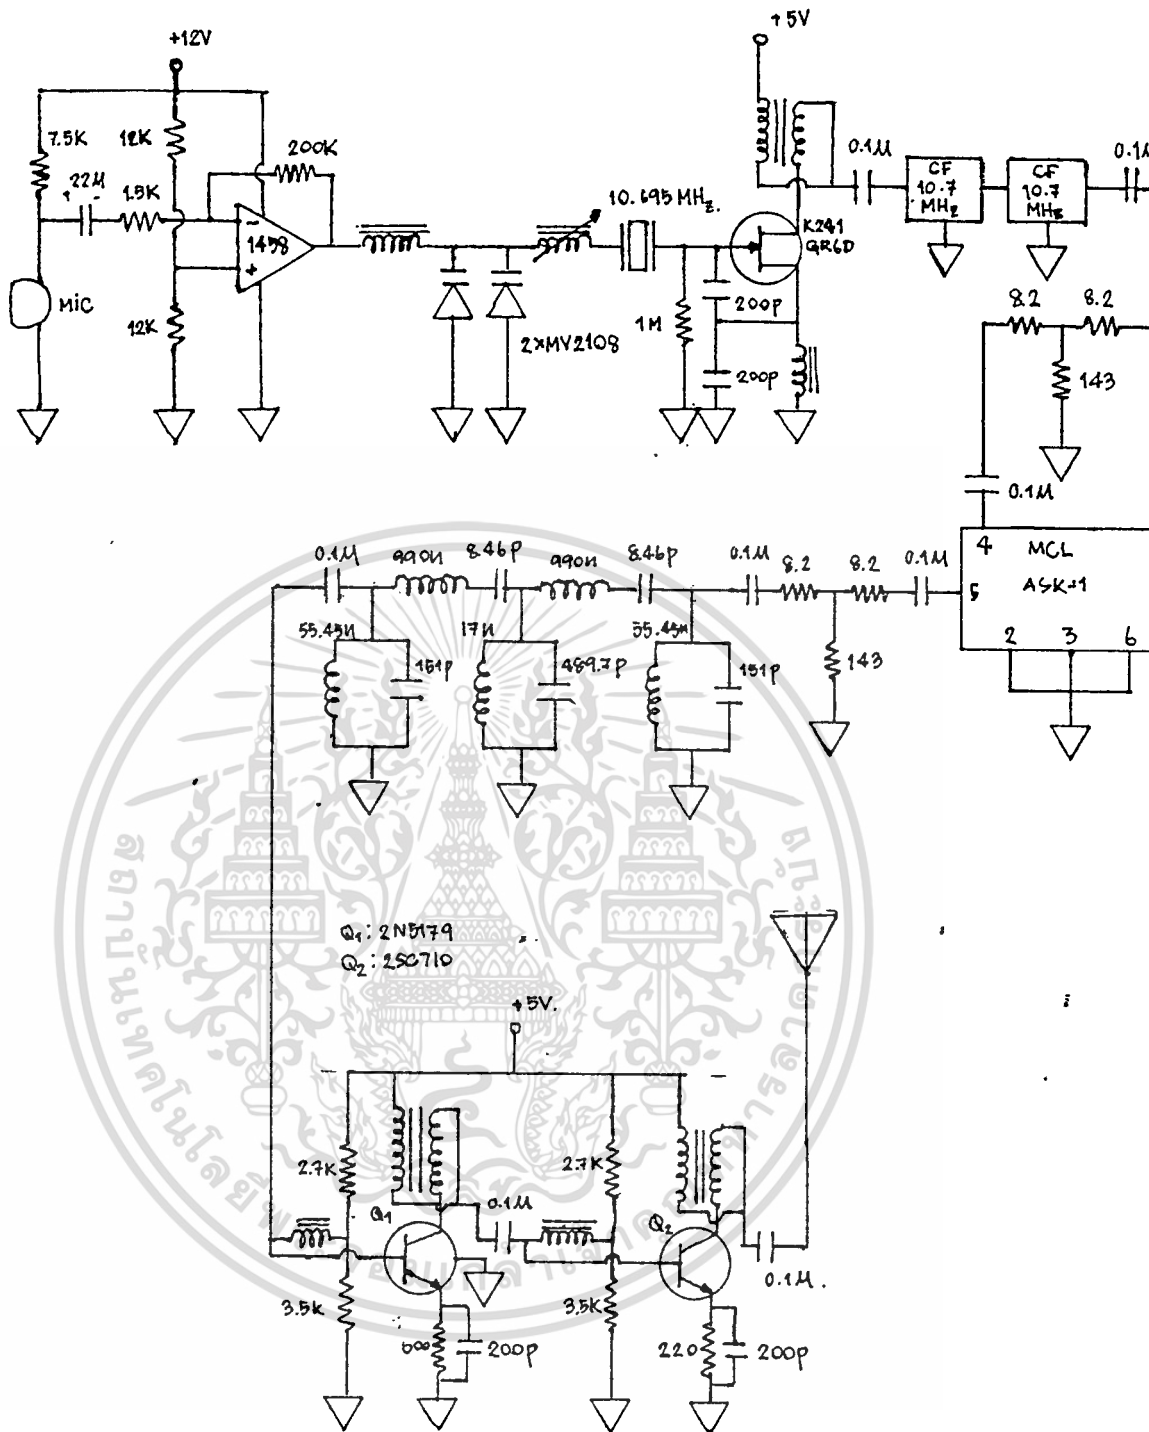 +12V
+5V
7.5K
12K
200K
0.1M
CF
10.7
MHz
CF
10.7
MHz
0.1M
22M
1.5K
10.695 MHz.
K241
GR6D
1458
8.2
8.2
MIC
12K
2×MV2108
1M
200p
200p
143
0.1M
4
MCL
ASK-1
5
2
3
6
0.1M
990n
8.46p
990n
8.46p
0.1M
8.2
8.2
0.1M
55.45n
151p
17n
489.7p
55.45n
151p
143
Q1: 2N5179
Q2: 2SC710
+5V.
2.7K
2.7K
Q1
0.1M
Q2
0.1M.
3.5k
3.5K
600
200p
220
200p